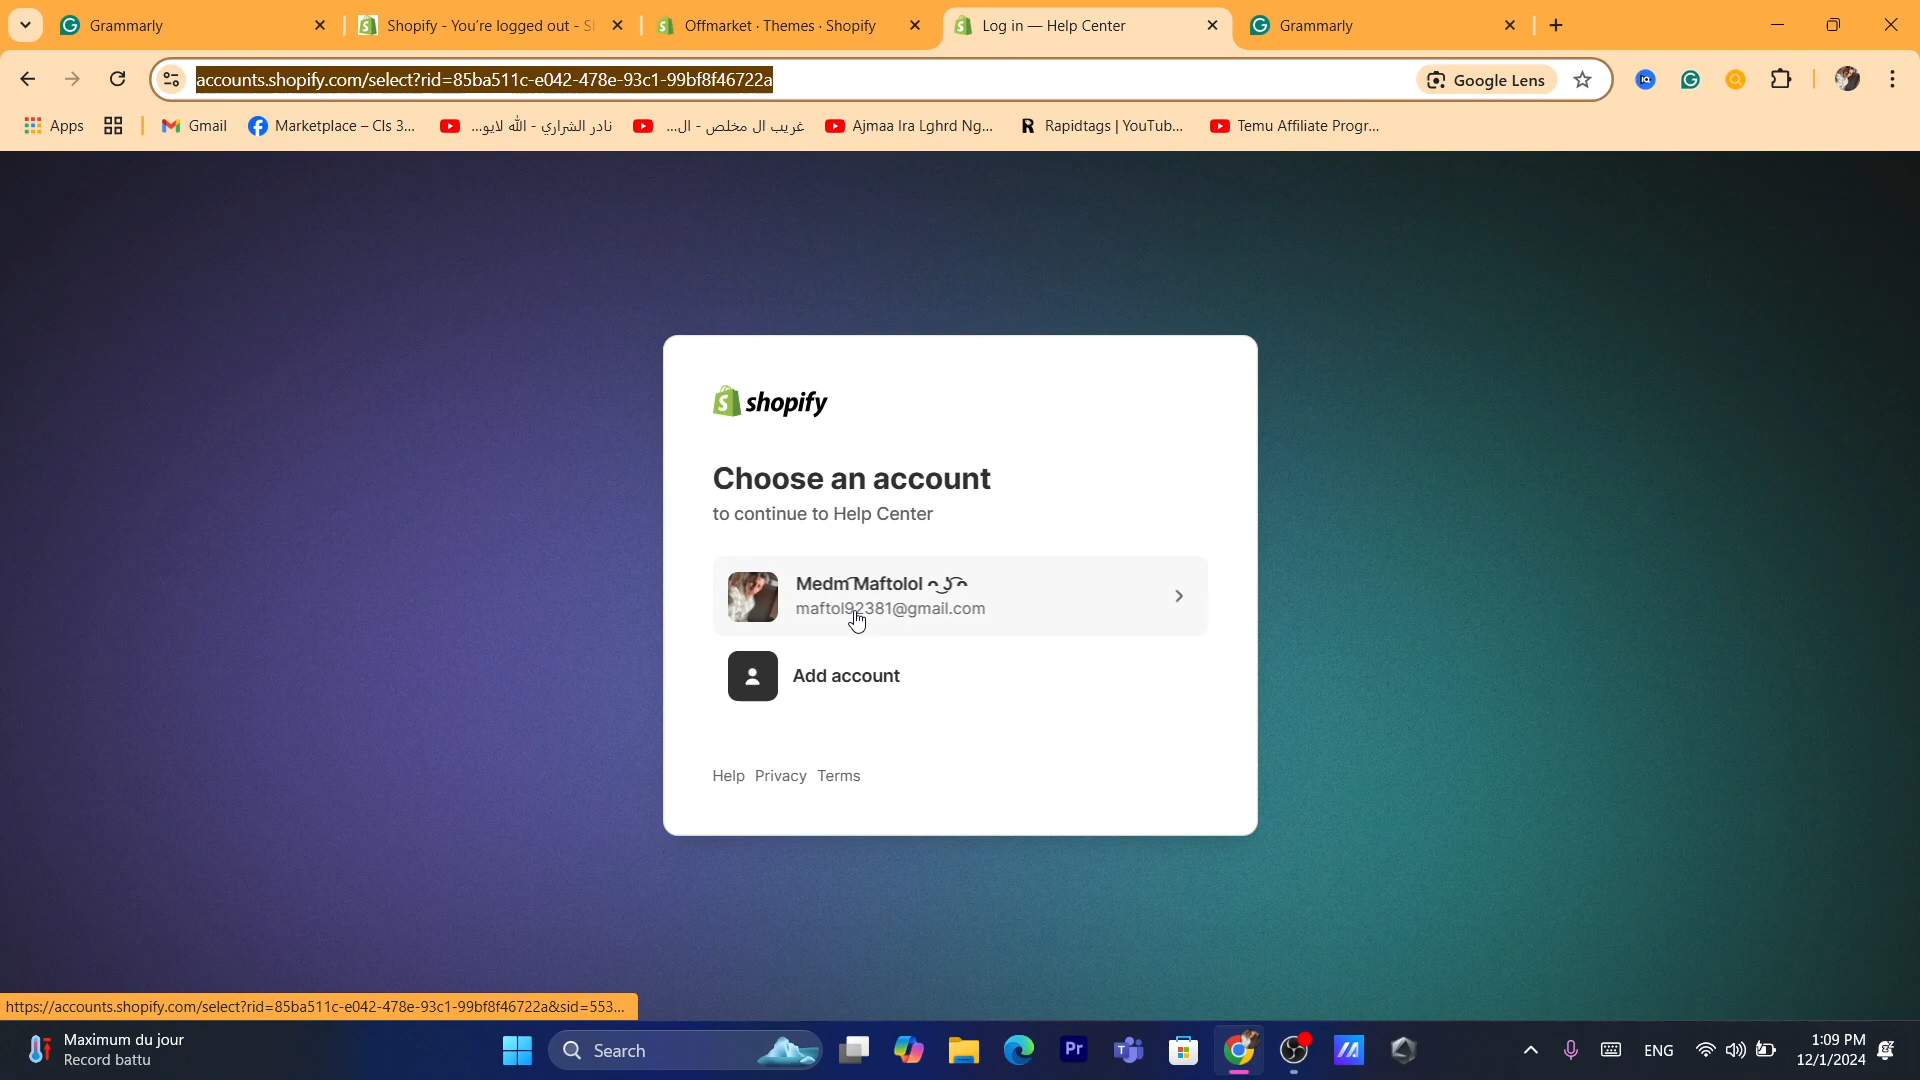 Grammarly
Shopify - You're logged out - S
Offmarket · Themes · Shopify
Log in — Help Center
Grammarly
accounts.shopify.com/select?rid=85ba511c-e042-478e-93c1-99bf8f46722a
Google Lens
Apps
Gmail
Marketplace – Cls 3...
نادر الشراري - الله لايو...
غريب ال مخلص - ال...
Ajmaa Ira Lghrd Ng...
Rapidtags | YouTub...
Temu Affiliate Progr...
shopify
Choose an account
to continue to Help Center
Medm Maftolol
maftol92381@gmail.com
Add account
Help Privacy Terms
https://accounts.shopify.com/select?rid=85ba511c-e042-478e-93c1-99bf8f46722a&sid=553...
Maximum du jour
Record battu
Search
Pr
ENG
1:09 PM
12/1/2024